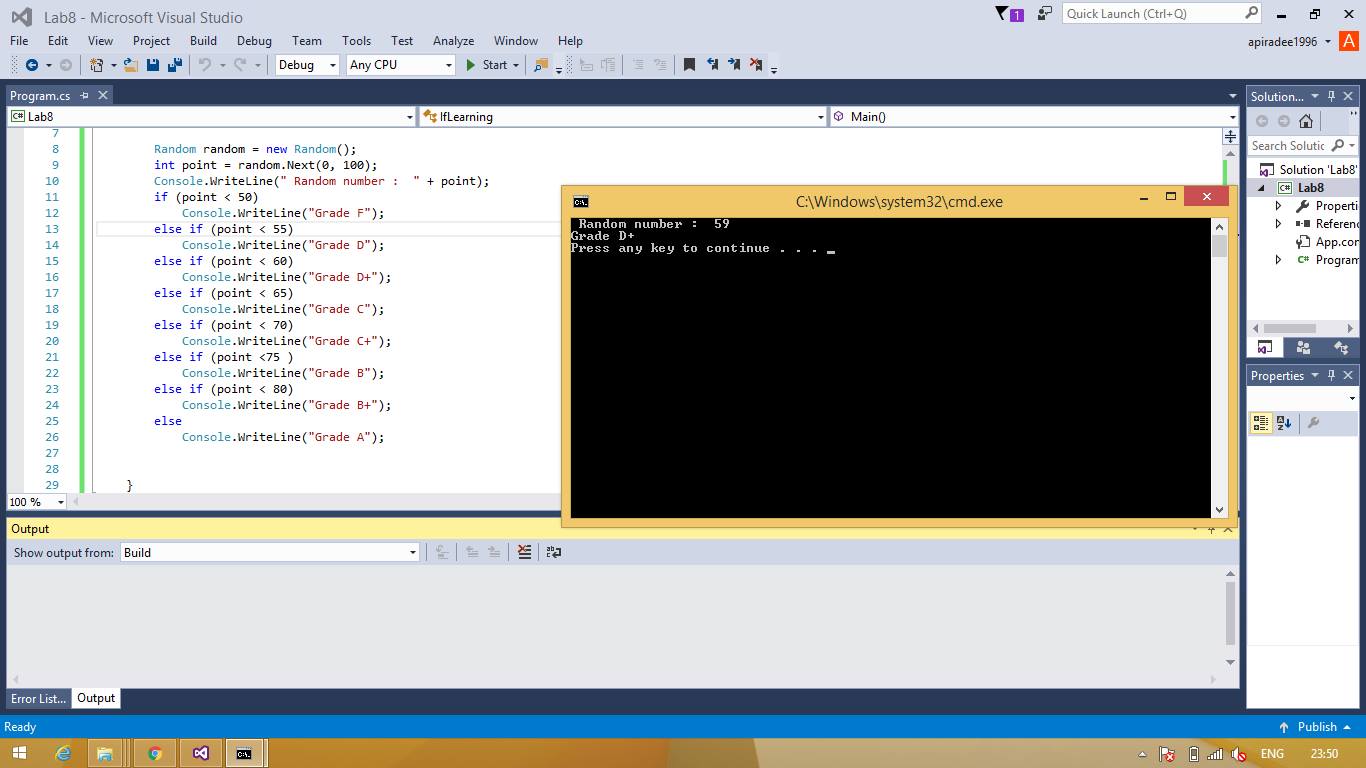 Lab8 - Microsoft Visual Studio
1
Quick Launch (Ctrl+Q)
File Edit View Project Build Debug Team Tools Test Analyze Window Help
apiradee1996 A
Debug Any CPU Start
Program.cs
C# Lab8 IfLearning Main()
7
8 Random random = new Random();
9 int point = random.Next(0, 100);
10 Console.WriteLine(" Random number :  " + point);
11 if (point < 50)
12 Console.WriteLine("Grade F");
13 else if (point < 55)
14 Console.WriteLine("Grade D");
15 else if (point < 60)
16 Console.WriteLine("Grade D+");
17 else if (point < 65)
18 Console.WriteLine("Grade C");
19 else if (point < 70)
20 Console.WriteLine("Grade C+");
21 else if (point <75 )
22 Console.WriteLine("Grade B");
23 else if (point < 80)
24 Console.WriteLine("Grade B+");
25 else
26 Console.WriteLine("Grade A");
27
28
29 }
100 %
C:\Windows\system32\cmd.exe
Random number :  59
Grade D+
Press any key to continue . . . _
Solution...
Search Solutic
Solution 'Lab8'
C# Lab8
Properti
Referenc
App.con
C# Program
Properties
Output
Show output from: Build
Error List... Output
Ready
Publish
C:\.
ENG 23:50